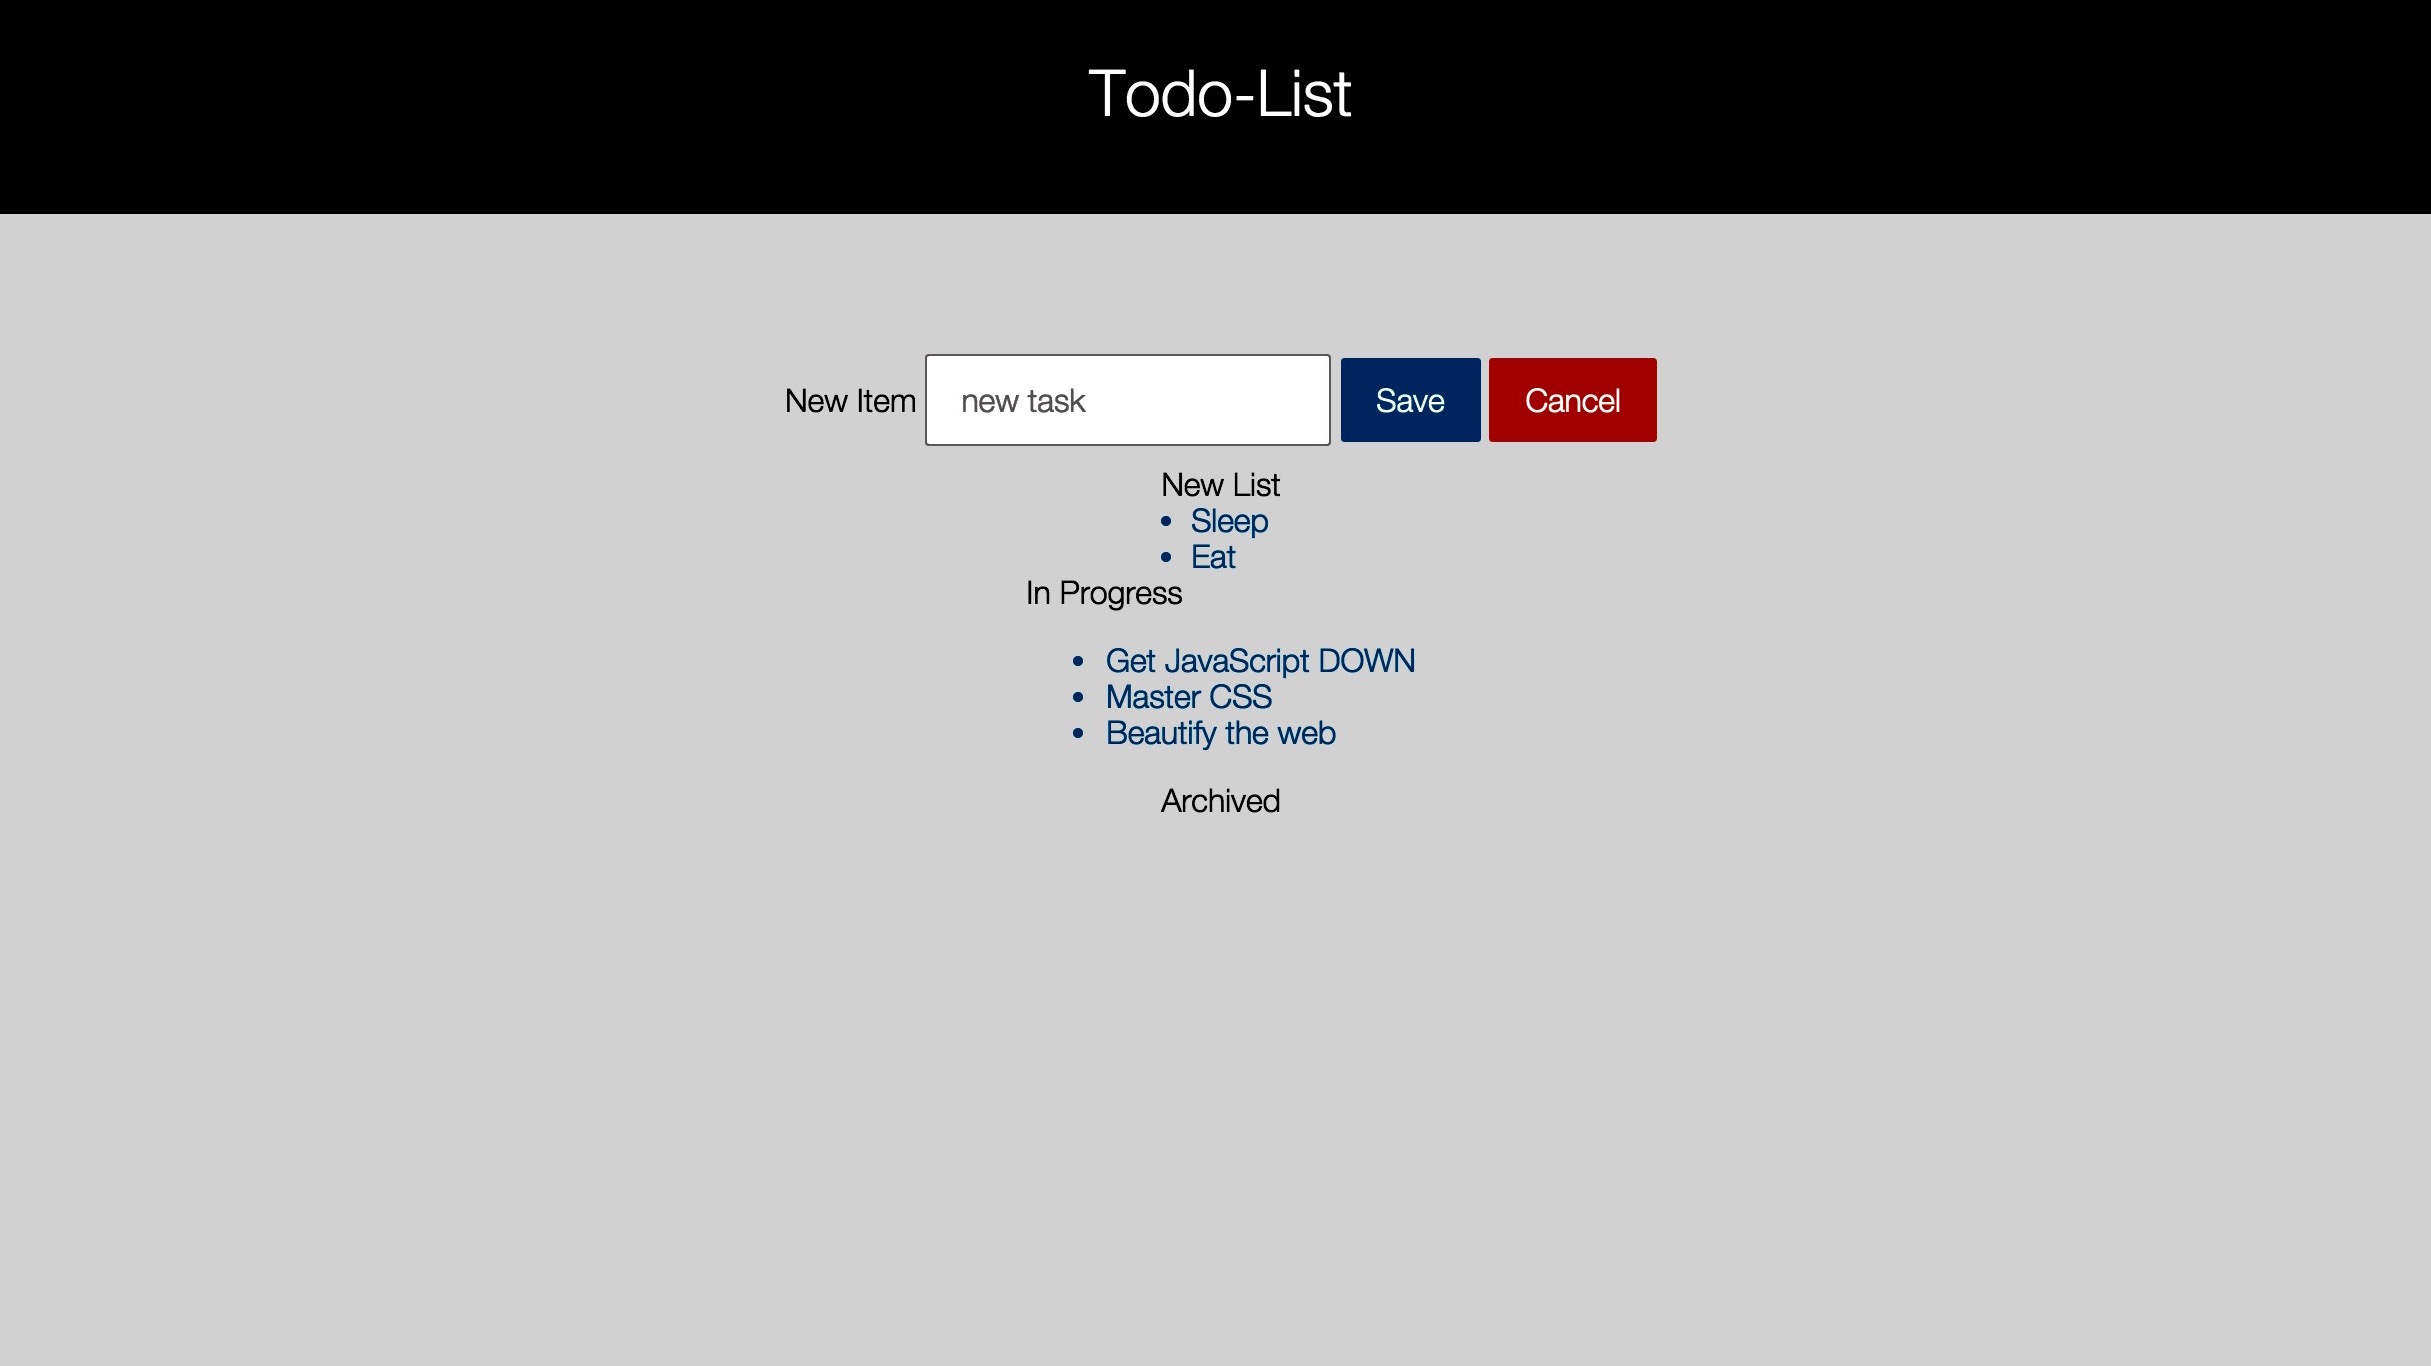 Todo-List
New Item new task Save Cancel
New List
Sleep
Eat
In Progress
Get JavaScript DOWN
Master CSS
Beautify the web
Archived